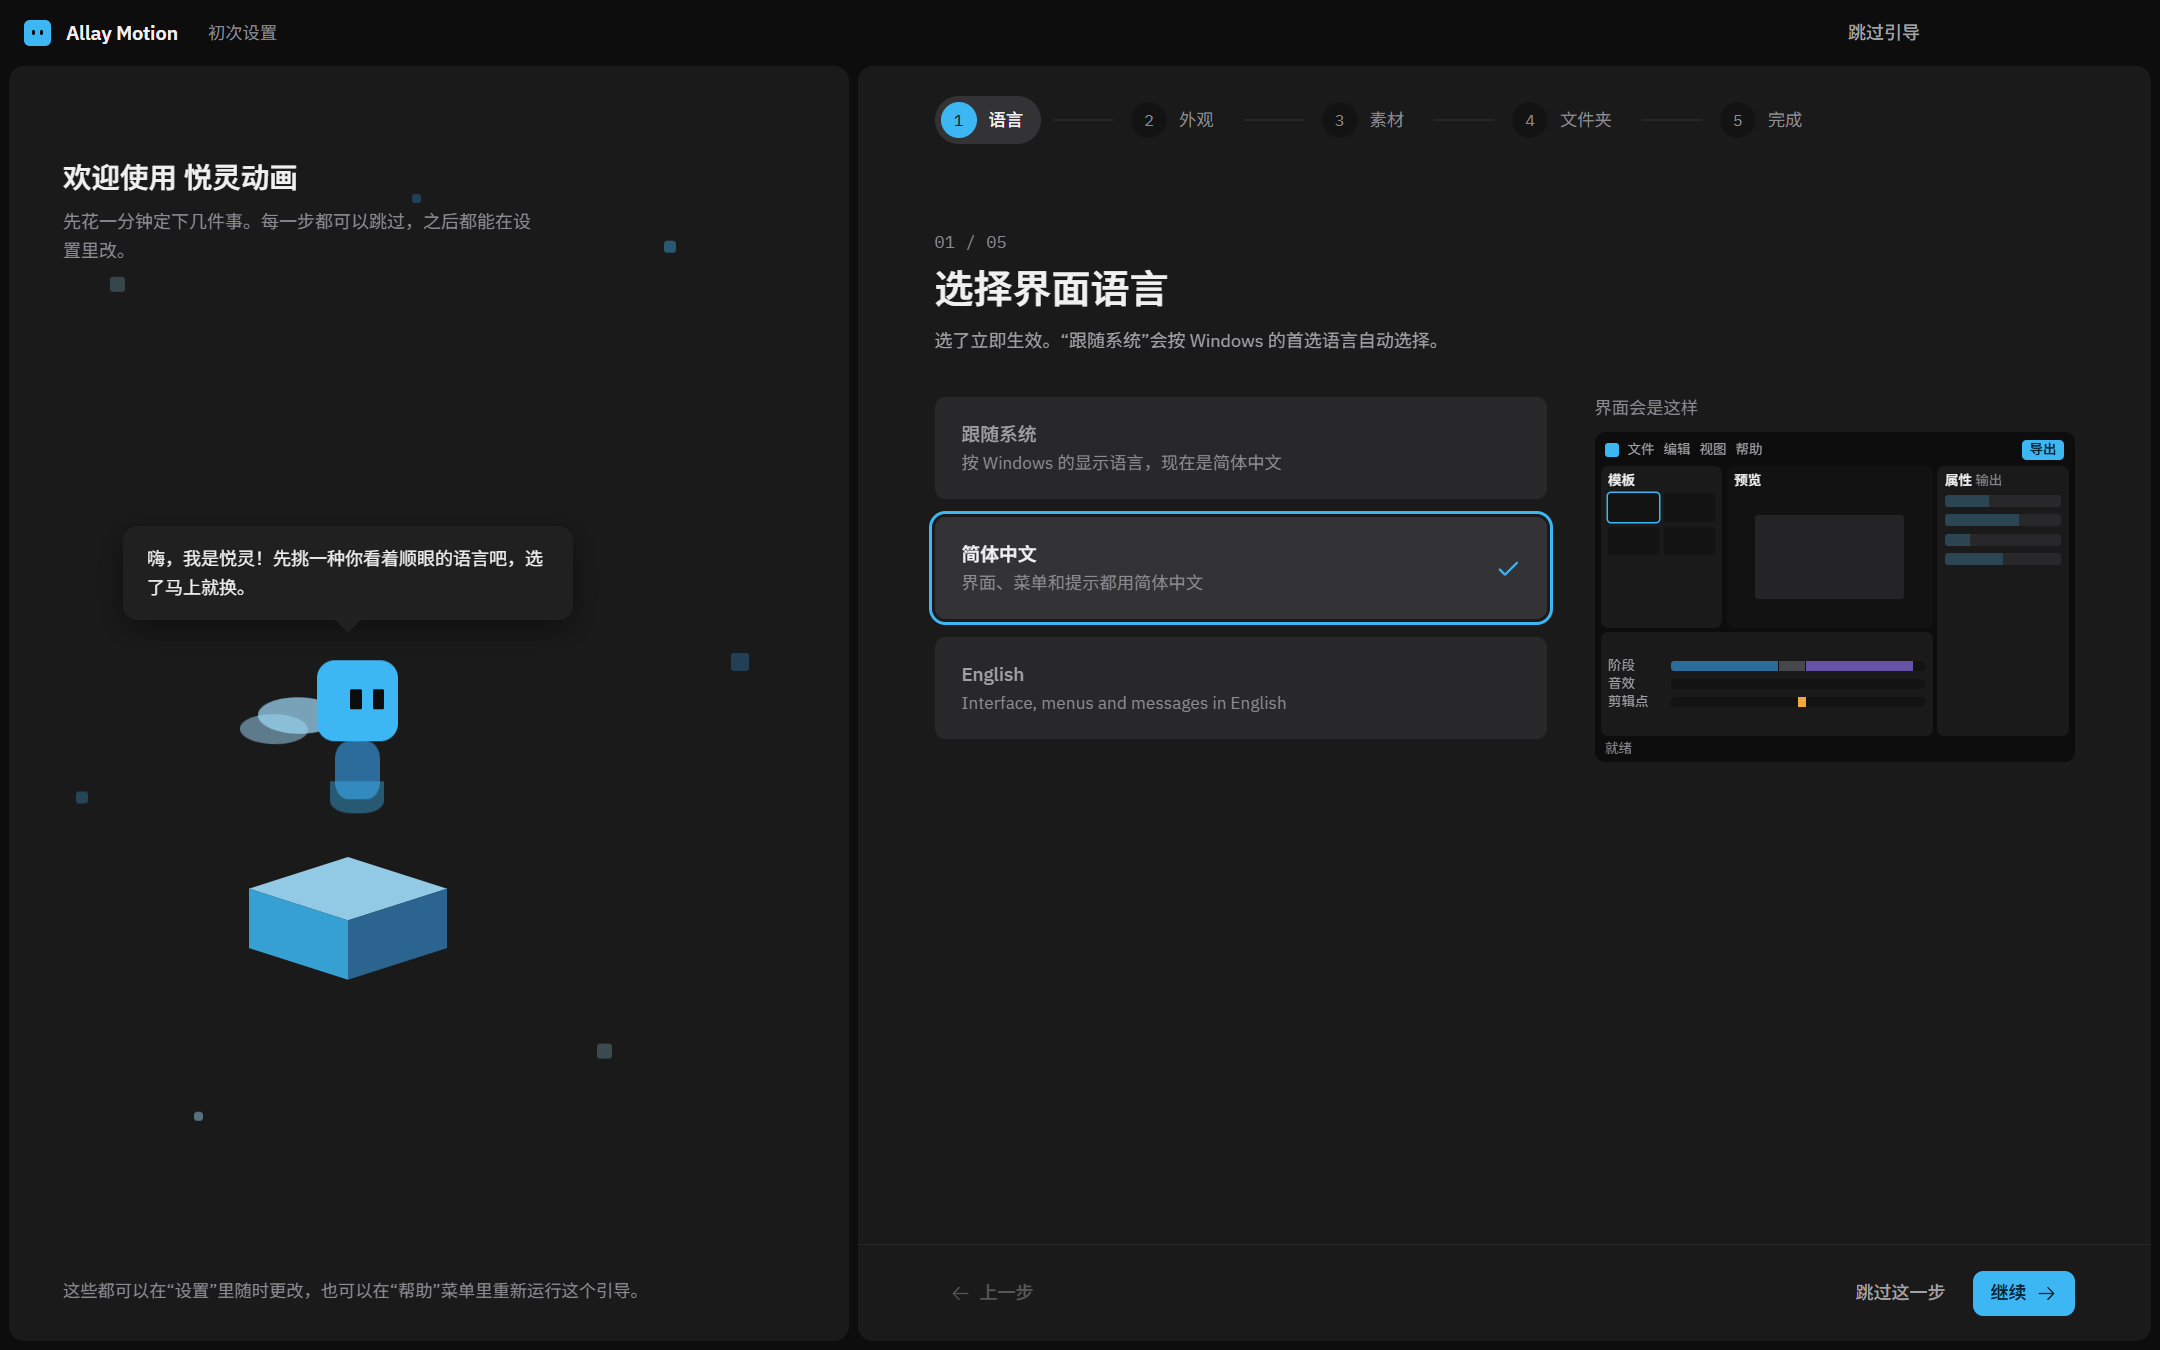 Allay Motion 初次设置 跳过引导
欢迎使用 悦灵动画
先花一分钟定下几件事。每一步都可以跳过，之后都能在设
置里改。
嗨，我是悦灵！先挑一种你看着顺眼的语言吧，选
了马上就换。
这些都可以在“设置”里随时更改，也可以在“帮助”菜单里重新运行这个引导。
1 语言 2 外观 3 素材 4 文件夹 5 完成
01 / 05
选择界面语言
选了立即生效。“跟随系统”会按 Windows 的首选语言自动选择。
跟随系统
按 Windows 的显示语言，现在是简体中文
简体中文
界面、菜单和提示都用简体中文
English
Interface, menus and messages in English
界面会是这样
文件 编辑 视图 帮助 导出
模板 预览 属性 输出
阶段
音效
剪辑点
就绪
上一步 跳过这一步 继续